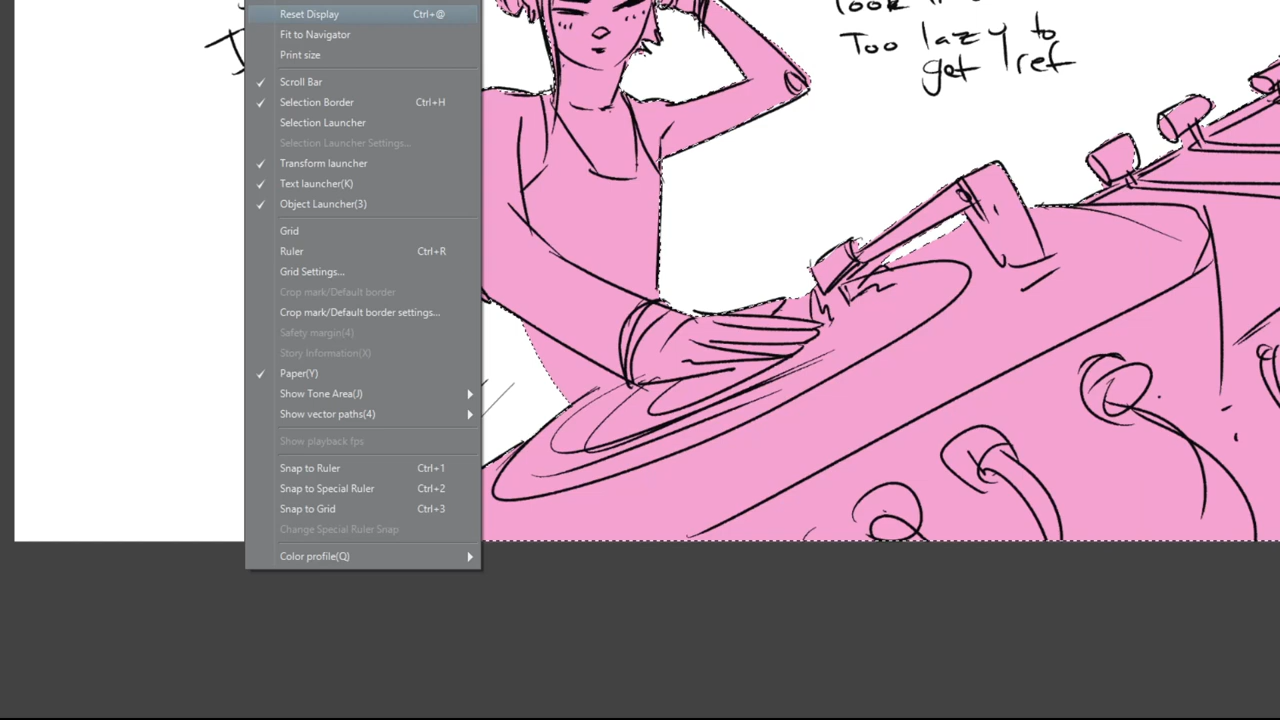 Reset Display Ctrl+@
Fit to Navigator
Print size
Scroll Bar
Selection Border Ctrl+H
Selection Launcher
Selection Launcher Settings...
Transform launcher
Text launcher(K)
Object Launcher(3)
Grid
Ruler Ctrl+R
Grid Settings...
Crop mark/Default border
Crop mark/Default border settings...
Safety margin(4)
Story Information(X)
Paper(Y)
Show Tone Area(J)
Show vector paths(4)
Show playback fps
Snap to Ruler Ctrl+1
Snap to Special Ruler Ctrl+2
Snap to Grid Ctrl+3
Change Special Ruler Snap
Color profile(Q)
look
Too lazy to
get ref